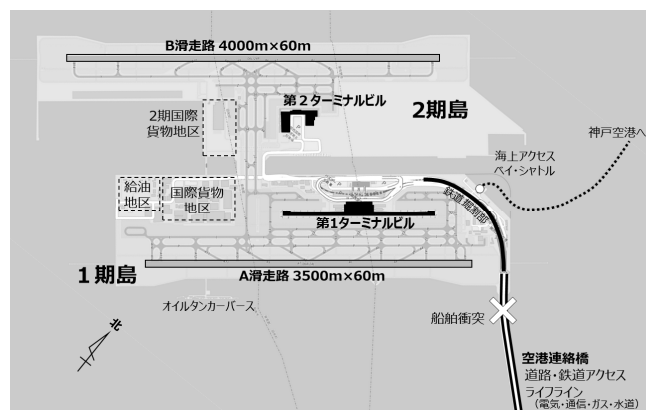 B滑走路 4000m×60m
第２ターミナルビル
2期島
2期国際
貨物地区
神戸空港へ
海上アクセス
ベイ・シャトル
給油
地区
国際貨物
地区
鉄道掘割部
第1ターミナルビル
A滑走路 3500m×60m
１期島
オイルタンカーバース
船舶衝突
北
空港連絡橋
道路・鉄道アクセス
ライフライン
（電気・通信・ガス・水道）